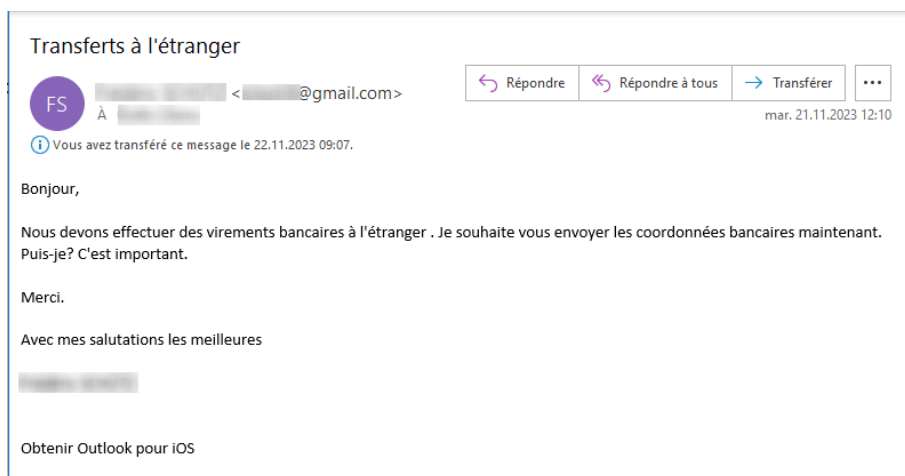 Transferts à l'étranger
FS
< @gmail.com>
À
Répondre
Répondre à tous
Transférer
...
mar. 21.11.2023 12:10
Vous avez transféré ce message le 22.11.2023 09:07.
Bonjour,
Nous devons effectuer des virements bancaires à l'étranger . Je souhaite vous envoyer les coordonnées bancaires maintenant.
Puis-je? C'est important.
Merci.
Avec mes salutations les meilleures
Obtenir Outlook pour iOS